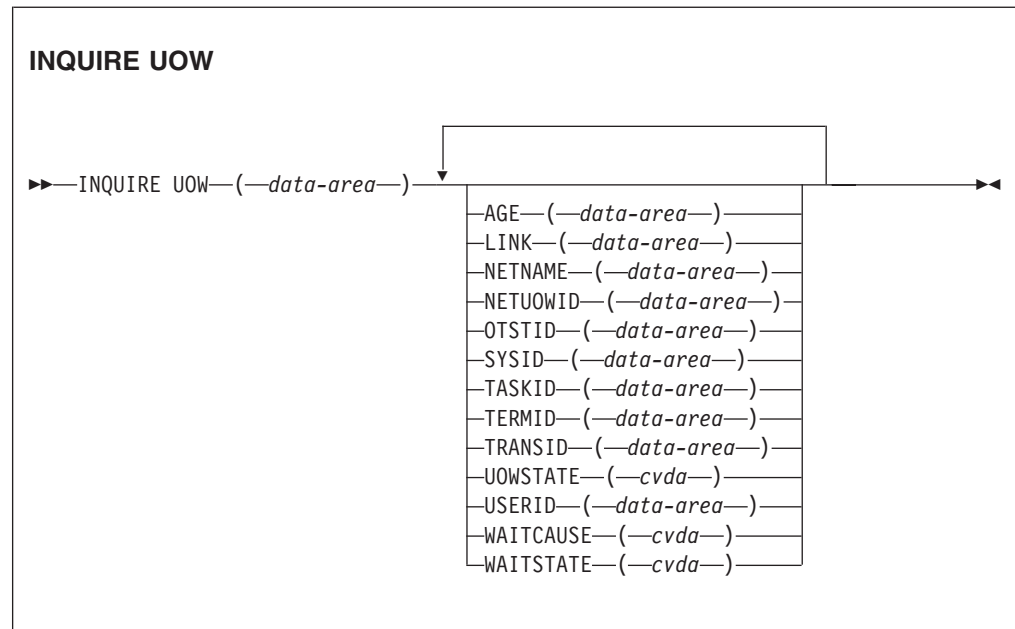 INQUIRE UOW
INQUIRE UOW (data-area)
AGE (data-area)
LINK (data-area)
NETNAME (data-area)
NETUOWID (data-area)
OTSTID (data-area)
SYSID (data-area)
TASKID (data-area)
TERMID (data-area)
TRANSID (data-area)
UOWSTATE (cvda)
USERID (data-area)
WAITCAUSE (cvda)
WAITSTATE (cvda)